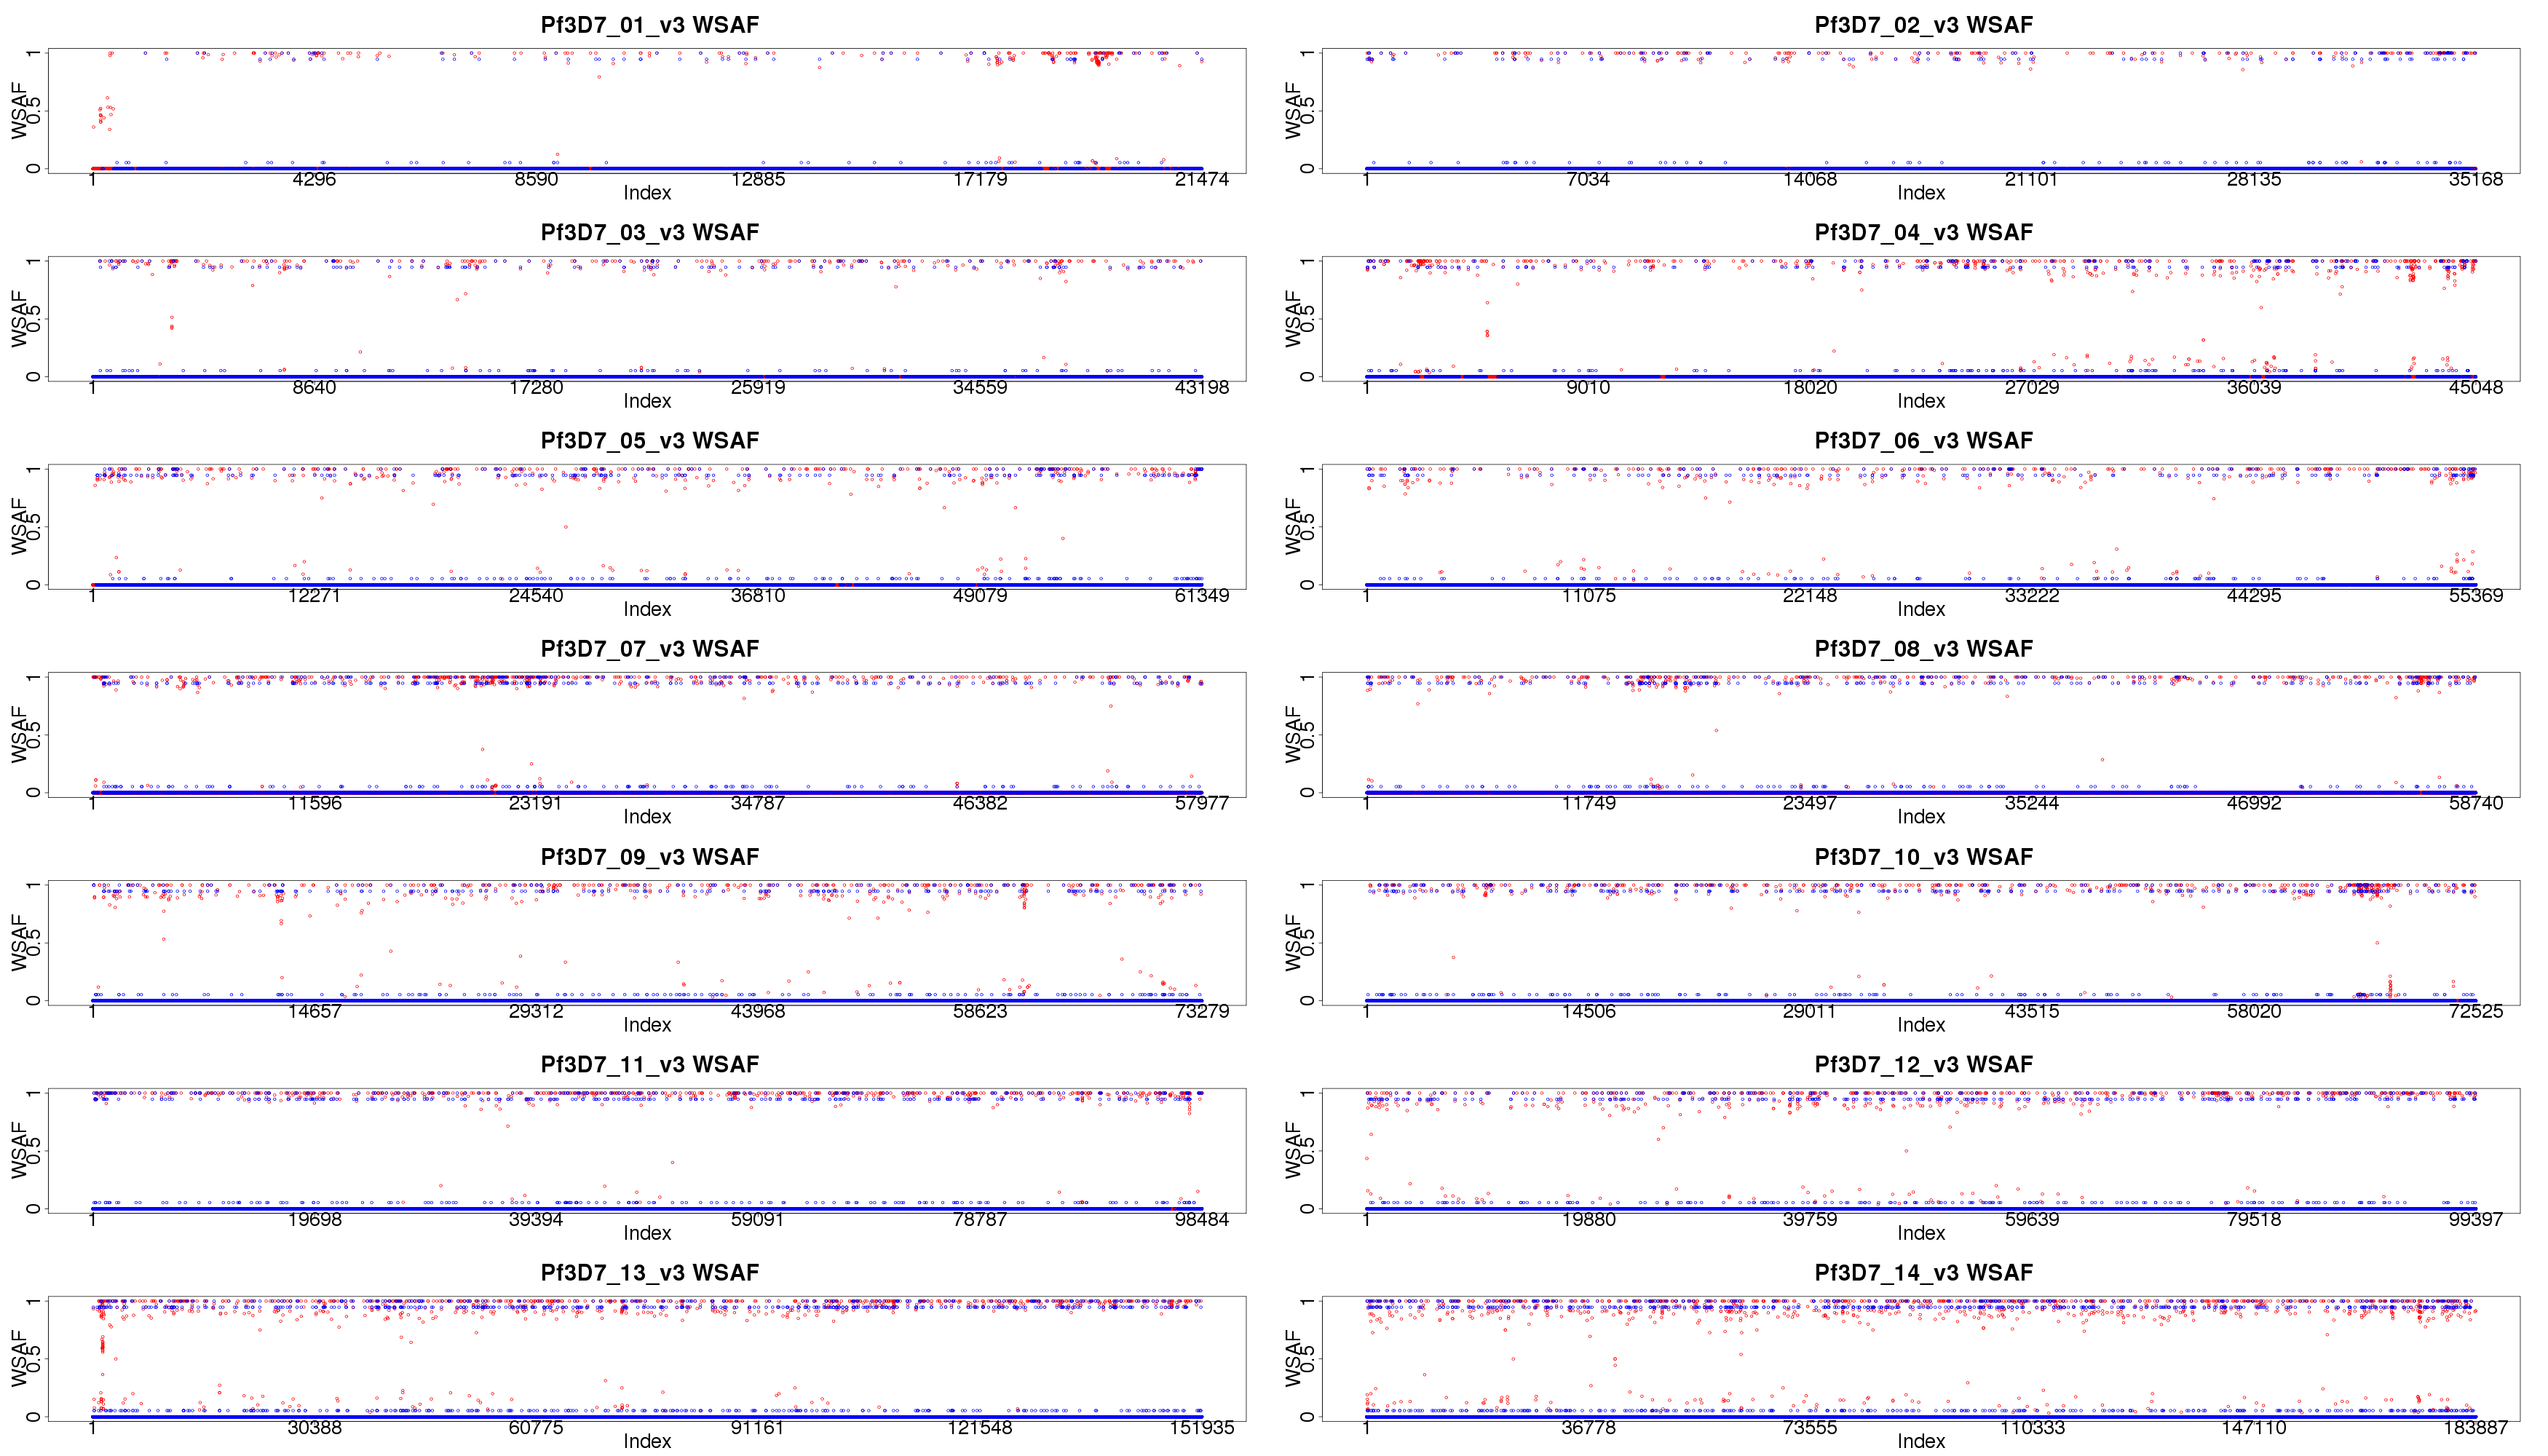 Pf3D7_01_v3 WSAF
WSAF
0 0.5 1
1 4296 8590 12885 17179 21474
Index
Pf3D7_02_v3 WSAF
WSAF
0 0.5 1
1 7034 14068 21101 28135 35168
Index
Pf3D7_03_v3 WSAF
WSAF
0 0.5 1
1 8640 17280 25919 34559 43198
Index
Pf3D7_04_v3 WSAF
WSAF
0 0.5 1
1 9010 18020 27029 36039 45048
Index
Pf3D7_05_v3 WSAF
WSAF
0 0.5 1
1 12271 24540 36810 49079 61349
Index
Pf3D7_06_v3 WSAF
WSAF
0 0.5 1
1 11075 22148 33222 44295 55369
Index
Pf3D7_07_v3 WSAF
WSAF
0 0.5 1
1 11596 23191 34787 46382 57977
Index
Pf3D7_08_v3 WSAF
WSAF
0 0.5 1
1 11749 23497 35244 46992 58740
Index
Pf3D7_09_v3 WSAF
WSAF
0 0.5 1
1 14657 29312 43968 58623 73279
Index
Pf3D7_10_v3 WSAF
WSAF
0 0.5 1
1 14506 29011 43515 58020 72525
Index
Pf3D7_11_v3 WSAF
WSAF
0 0.5 1
1 19698 39394 59091 78787 98484
Index
Pf3D7_12_v3 WSAF
WSAF
0 0.5 1
1 19880 39759 59639 79518 99397
Index
Pf3D7_13_v3 WSAF
WSAF
0 0.5 1
1 30388 60775 91161 121548 151935
Index
Pf3D7_14_v3 WSAF
WSAF
0 0.5 1
1 36778 73555 110333 147110 183887
Index